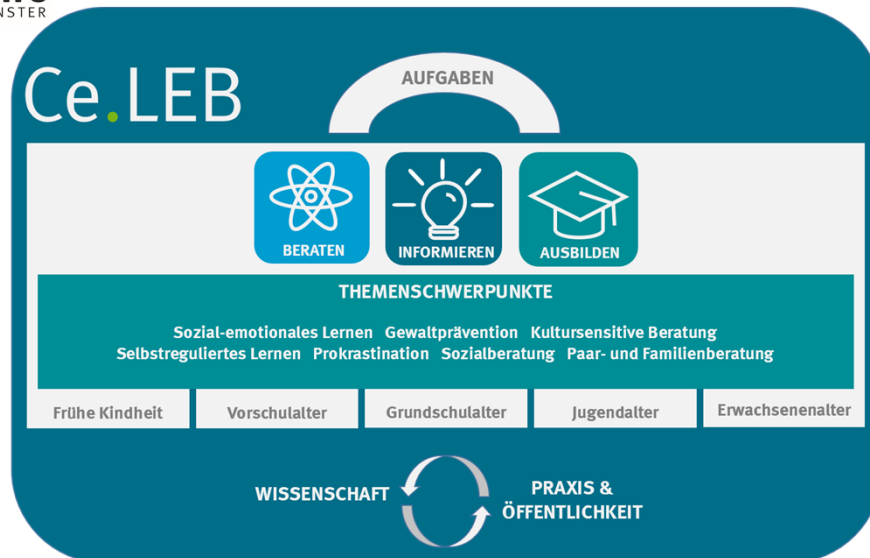 NSTER
Ce.LEB
AUFGABEN
BERATEN
INFORMIEREN
AUSBILDEN
THEMENSCHWERPUNKTE
Sozial-emotionales Lernen Gewaltprävention Kultursensitive Beratung
Selbstreguliertes Lernen Prokrastination Sozialberatung Paar- und Familienberatung
Frühe Kindheit
Vorschulalter
Grundschulalter
Jugendalter
Erwachsenenalter
WISSENSCHAFT
PRAXIS &
ÖFFENTLICHKEIT